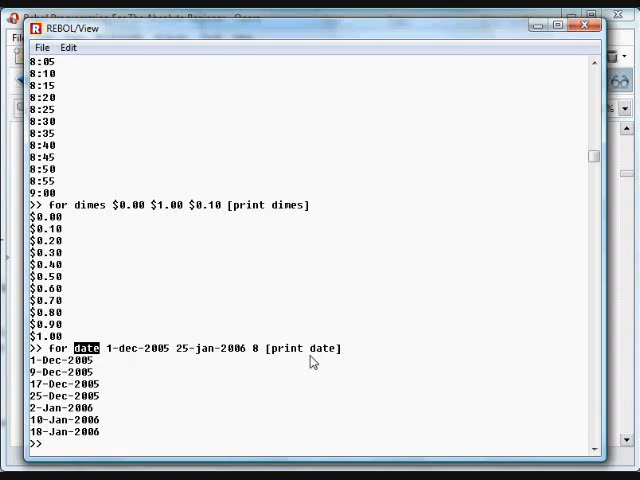 REBOL/View
File Edit
8:05
8:10
8:15
8:20
8:25
8:30
8:35
8:40
8:45
8:50
8:55
9:00
>> for dimes $0.00 $1.00 $0.10 [print dimes]
$0.00
$0.10
$0.20
$0.30
$0.40
$0.50
$0.60
$0.70
$0.80
$0.90
$1.00
>> for date 1-dec-2005 25-jan-2006 8 [print date]
1-Dec-2005
9-Dec-2005
17-Dec-2005
25-Dec-2005
2-Jan-2006
10-Jan-2006
18-Jan-2006
>>